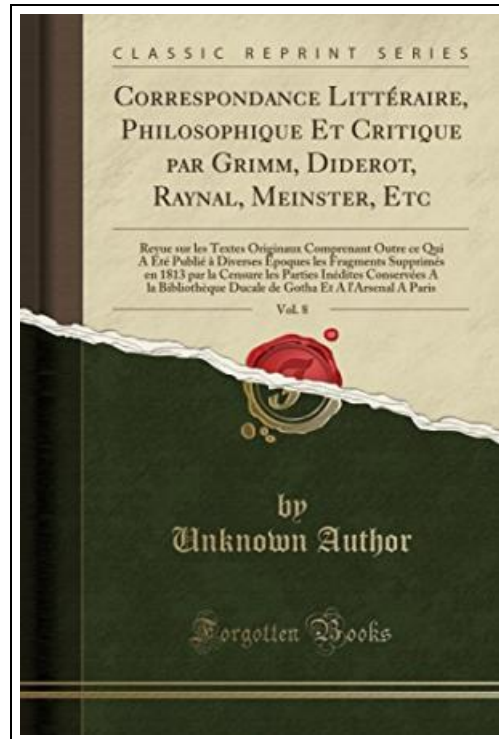 CLASSIC REPRINT SERIES
CORRESPONDANCE LITTÉRAIRE,
PHILOSOPHIQUE ET CRITIQUE
PAR GRIMM, DIDEROT,
RAYNAL, MEINSTER, ETC
Revue sur les Textes Originaux Comprenant Outre ce Qui
A Été Publié à Diverses Époques les Fragments Supprimés
en 1813 par la Censure les Parties Inédites Conservées A
la Bibliothèque Ducale de Gotha Et A l'Arsenal A Paris
Vol. 8
by
Unknown Author
Forgotten Books